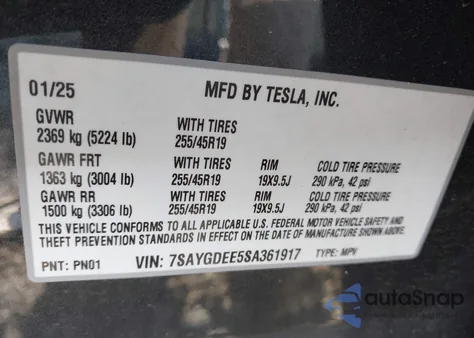 01/25 MFD BY TESLA, INC.
GVWR WITH TIRES
2369 kg (5224 lb) 255/45R19
GAWR FRT WITH TIRES RIM COLD TIRE PRESSURE
1363 kg (3004 lb) 255/45R19 19X9.5J 290 kPa, 42 psi
GAWR RR WITH TIRES RIM COLD TIRE PRESSURE
1500 kg (3306 lb) 255/45R19 19X9.5J 290 kPa, 42 psi
THIS VEHICLE CONFORMS TO ALL APPLICABLE U.S. FEDERAL MOTOR VEHICLE SAFETY AND
THEFT PREVENTION STANDARDS IN EFFECT ON THE DATE OF MANUFACTURE SHOWN ABOVE.
PNT: PN01 VIN: 7SAYGDEE5SA361917 TYPE: MPV
autoSnap